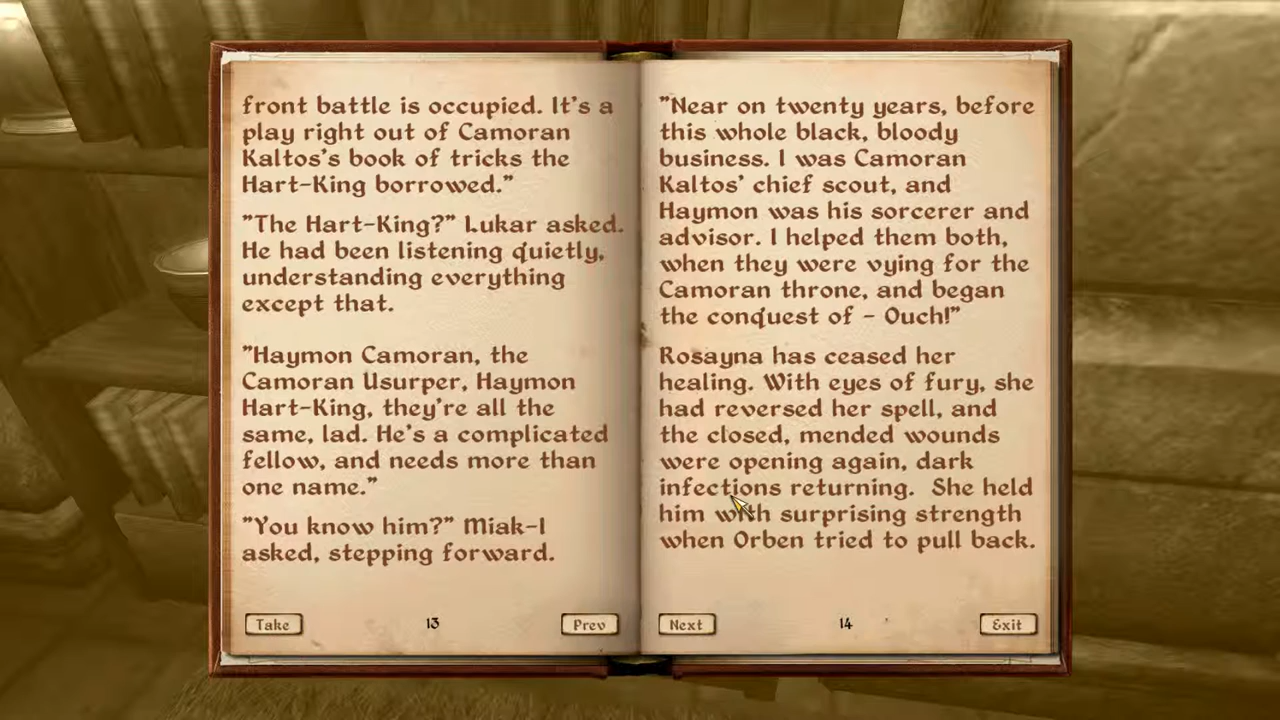 front battle is occupied. It's a
play right out of Camoran
Kaltos's book of tricks the
Hart-King borrowed."
"The Hart-King?" Lukar asked.
He had been listening quietly,
understanding everything
except that.
"Haymon Camoran, the
Camoran Usurper, Haymon
Hart-King, they're all the
same, lad. He's a complicated
fellow, and needs more than
one name."
"You know him?" Miak-I
asked, stepping forward.
Take
13
Prev
"Near on twenty years, before
this whole black, bloody
business. I was Camoran
Kaltos' chief scout, and
Haymon was his sorcerer and
advisor. I helped them both,
when they were vying for the
Camoran throne, and began
the conquest of - Ouch!"
Rosayna has ceased her
healing. With eyes of fury, she
had reversed her spell, and
the closed, mended wounds
were opening again, dark
infections returning.  She held
him with surprising strength
when Orben tried to pull back.
Next
14
Exit